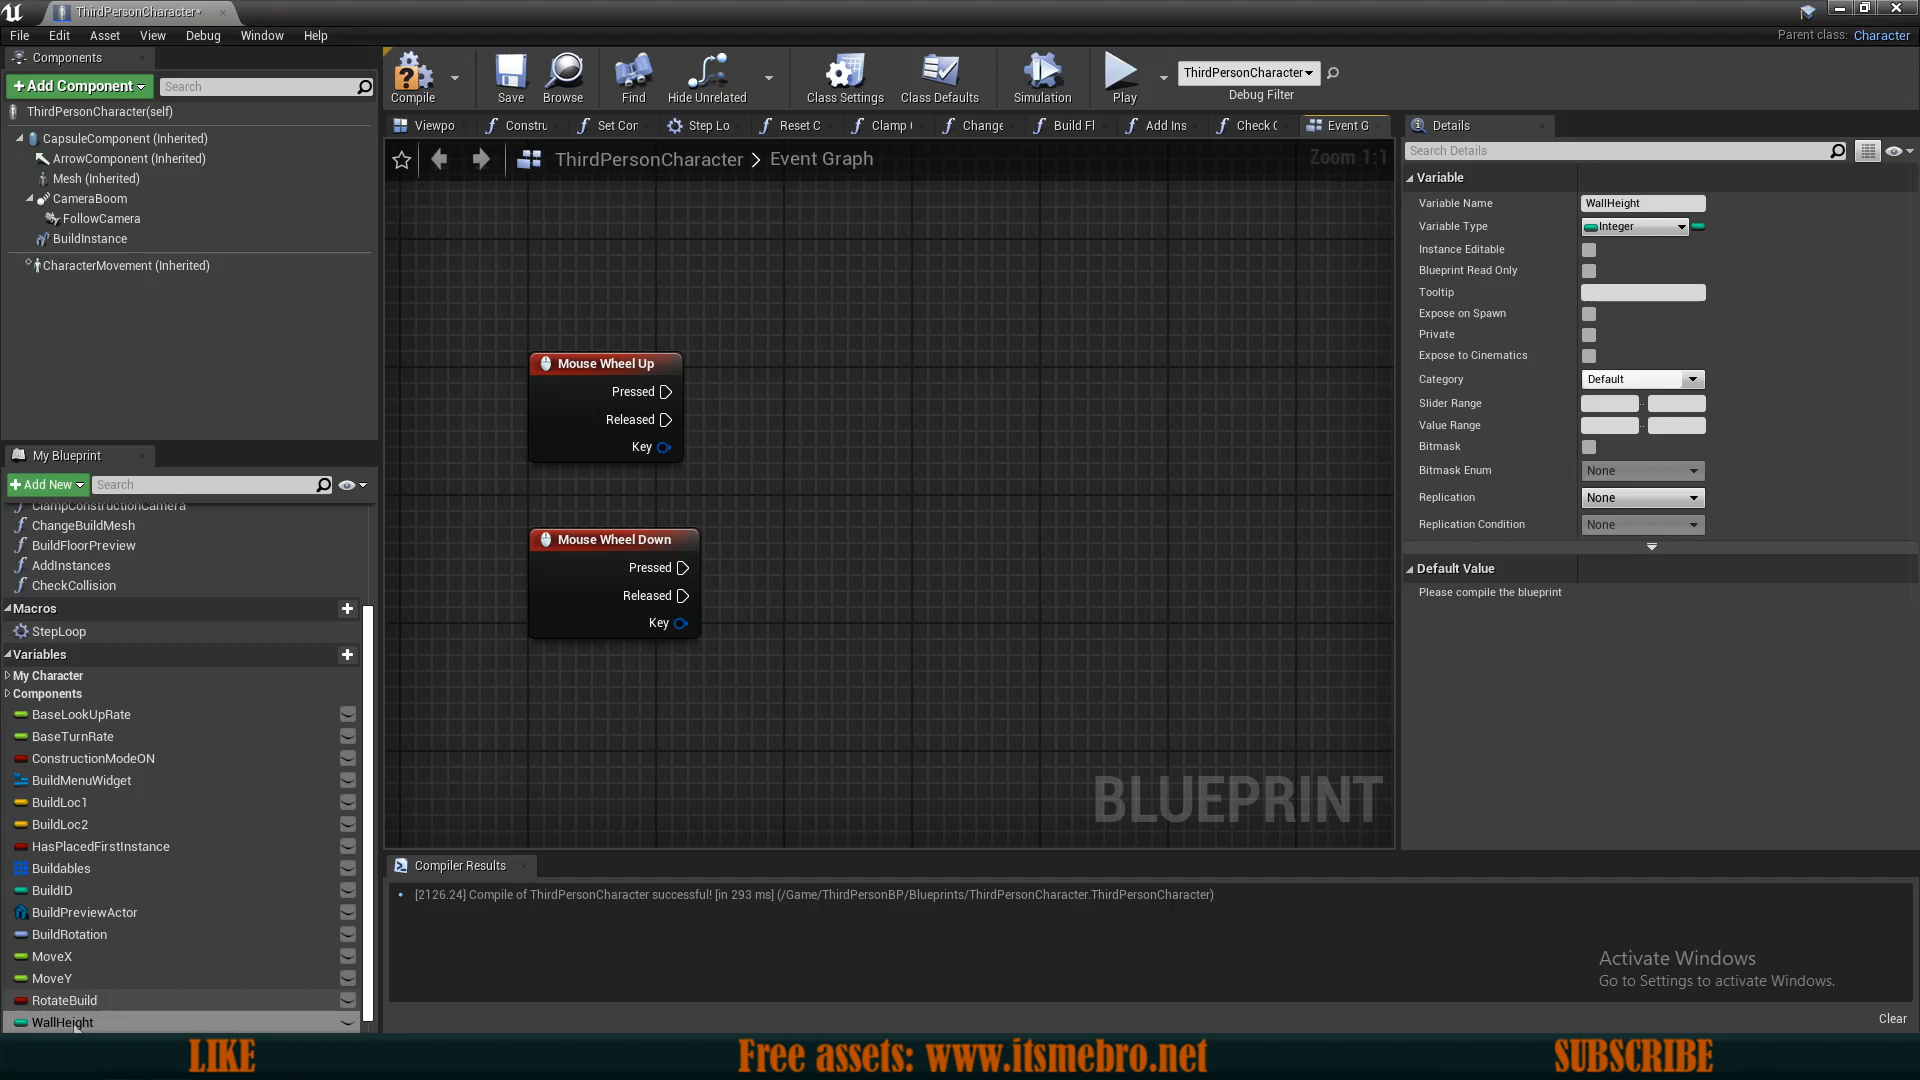 ThirdPersonCharacter*
File Edit Asset View Debug Window Help
Parent class: Character
Components
+Add Component Search
ThirdPersonCharacter(self)
CapsuleComponent (Inherited)
ArrowComponent (Inherited)
Mesh (Inherited)
CameraBoom
FollowCamera
BuildInstance
CharacterMovement (Inherited)
My Blueprint
+Add New Search
ClampConstructionCamera
ChangeBuildMesh
BuildFloorPreview
AddInstances
CheckCollision
Macros
StepLoop
Variables
My Character
Components
BaseLookUpRate
BaseTurnRate
ConstructionModeON
BuildMenuWidget
BuildLoc1
BuildLoc2
HasPlacedFirstInstance
Buildables
BuildID
BuildPreviewActor
BuildRotation
MoveX
MoveY
RotateBuild
WallHeight
Compile Save Browse Find Hide Unrelated Class Settings Class Defaults Simulation Play
ThirdPersonCharacter
Debug Filter
Viewpo Constru Set Cor Step Lo Reset C Clamp ( Change Build Fl Add Ins Check C Event G
ThirdPersonCharacter > Event Graph
Zoom 1:1
Mouse Wheel Up
Pressed
Released
Key
Mouse Wheel Down
Pressed
Released
Key
BLUEPRINT
Compiler Results
[2126.24] Compile of ThirdPersonCharacter successful! [in 293 ms] (/Game/ThirdPersonBP/Blueprints/ThirdPersonCharacter.ThirdPersonCharacter)
Clear
Details
Search Details
Variable
Variable Name WallHeight
Variable Type Integer
Instance Editable
Blueprint Read Only
Tooltip
Expose on Spawn
Private
Expose to Cinematics
Category Default
Slider Range
Value Range
Bitmask
Bitmask Enum None
Replication None
Replication Condition None
Default Value
Please compile the blueprint
Activate Windows
Go to Settings to activate Windows.
LIKE Free assets: www.itsmebro.net SUBSCRIBE